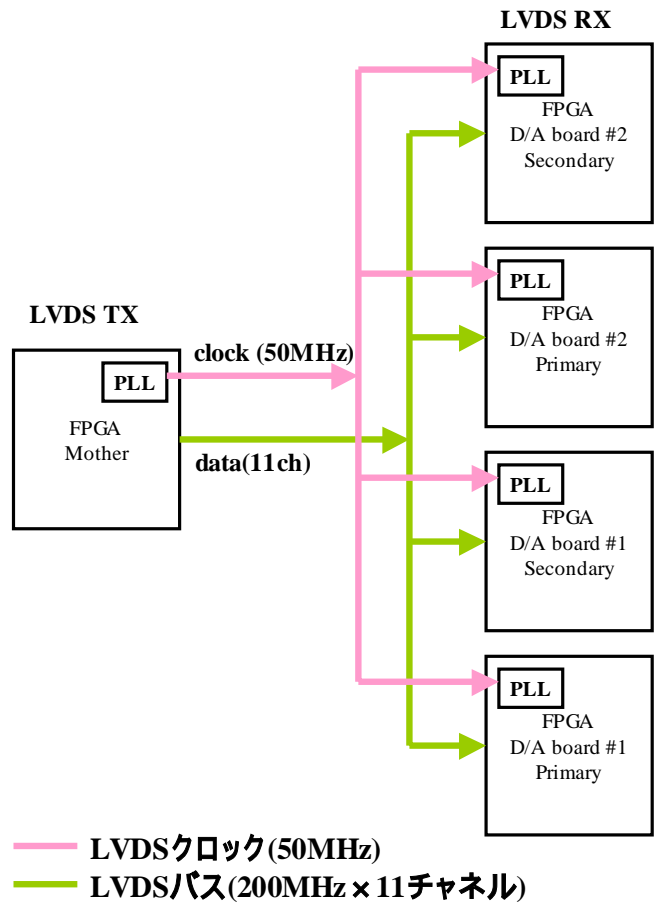 LVDS RX
PLL
FPGA
D/A board #2
Secondary
PLL
FPGA
D/A board #2
Primary
LVDS TX
clock (50MHz)
PLL
FPGA
Mother
data(11ch)
PLL
FPGA
D/A board #1
Secondary
PLL
FPGA
D/A board #1
Primary
LVDSクロック(50MHz)
LVDSバス(200MHz×11チャネル)